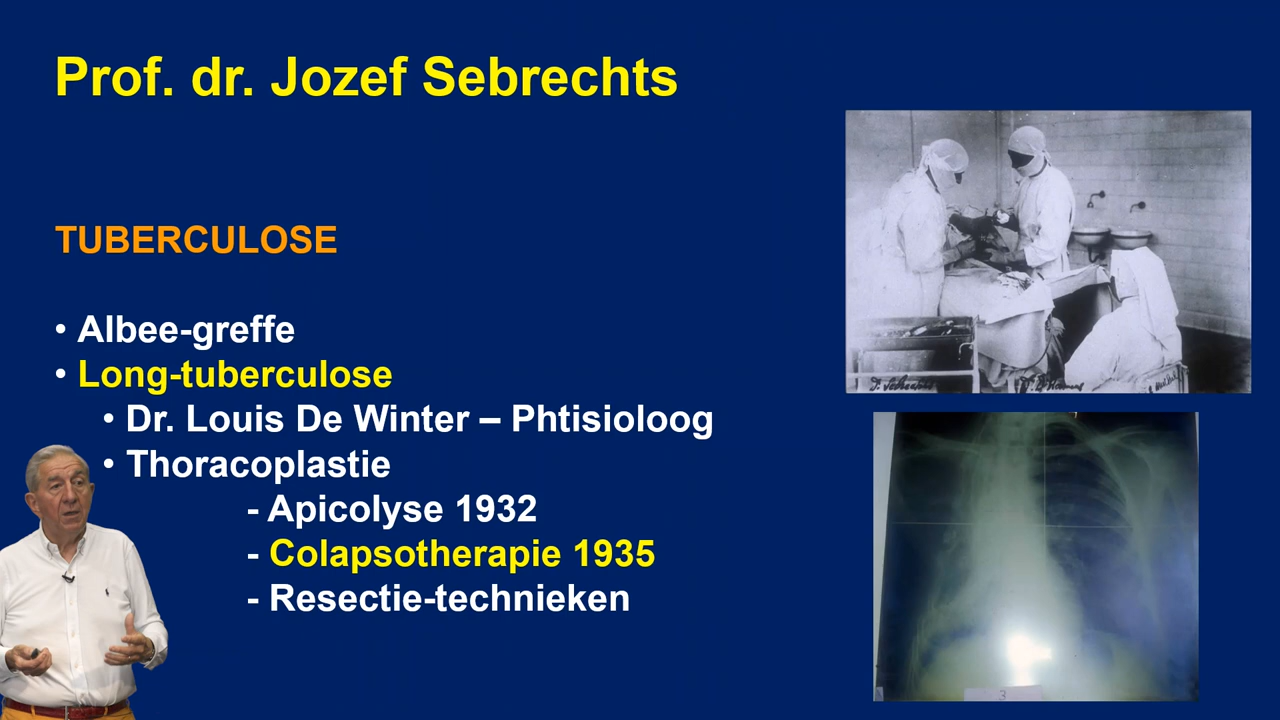 Prof. dr. Jozef Sebrechts
TUBERCULOSE
• Albee-greffe
• Long-tuberculose
• Dr. Louis De Winter – Phtisioloog
• Thoracoplastie
- Apicolyse 1932
- Colapsotherapie 1935
- Resectie-technieken
3